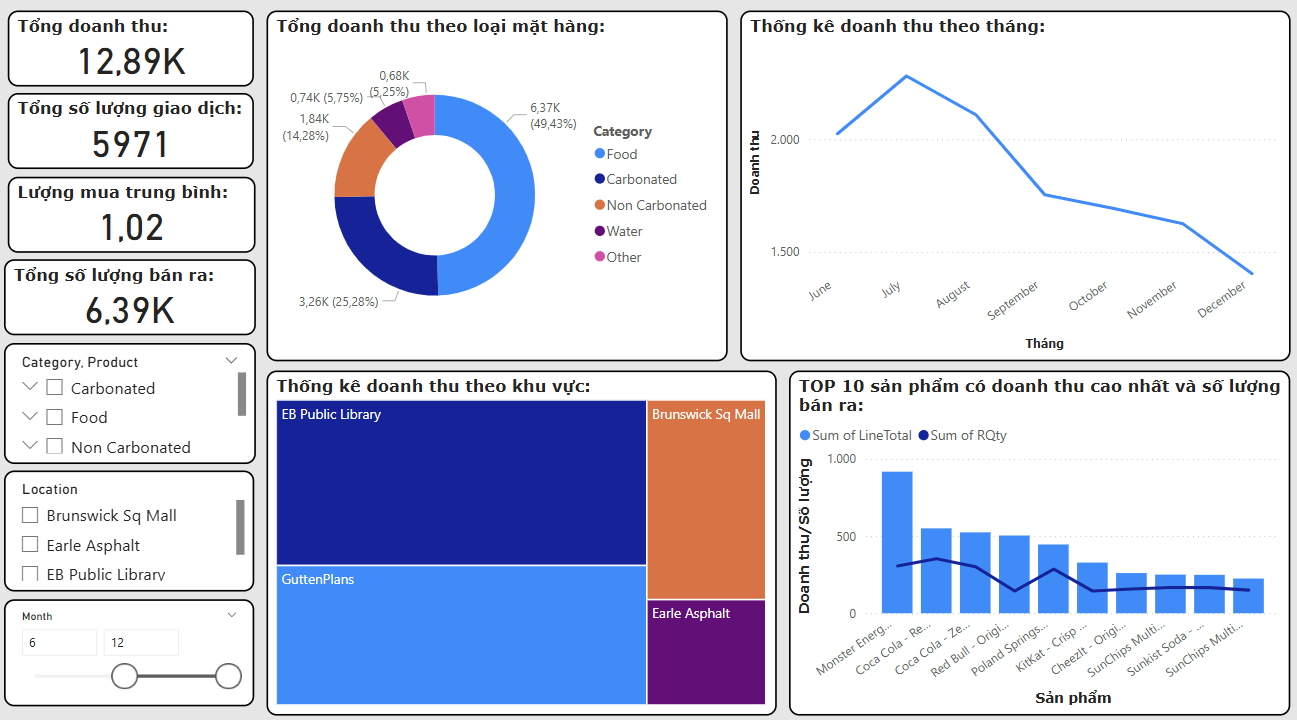 Tổng doanh thu:
12,89K
Tổng số lượng giao dịch:
5971
Lượng mua trung bình:
1,02
Tổng số lượng bán ra:
6,39K
Category, Product
Carbonated
Food
Non Carbonated
Location
Brunswick Sq Mall
Earle Asphalt
EB Public Library
Month
6
12
Tổng doanh thu theo loại mặt hàng:
0,68K
(5,25%)
0,74K (5,75%)
1,84K
(14,28%)
6,37K
(49,43%)
3,26K (25,28%)
Category
Food
Carbonated
Non Carbonated
Water
Other
Thống kê doanh thu theo tháng:
Doanh thu
2.000
1.500
June
July
August
September
October
November
December
Tháng
Thống kê doanh thu theo khu vực:
EB Public Library
Brunswick Sq Mall
GuttenPlans
Earle Asphalt
TOP 10 sản phẩm có doanh thu cao nhất và số lượng
bán ra:
Sum of LineTotal
Sum of RQty
Doanh thu/Số lượng
1.000
500
0
Monster Energ...
Coca Cola - Re...
Coca Cola - Ze...
Red Bull - Origi...
Poland Springs...
KitKat - Crisp ...
CheezIt - Origi...
SunChips Multi...
Sunkist Soda - ...
SunChips Multi...
Sản phẩm